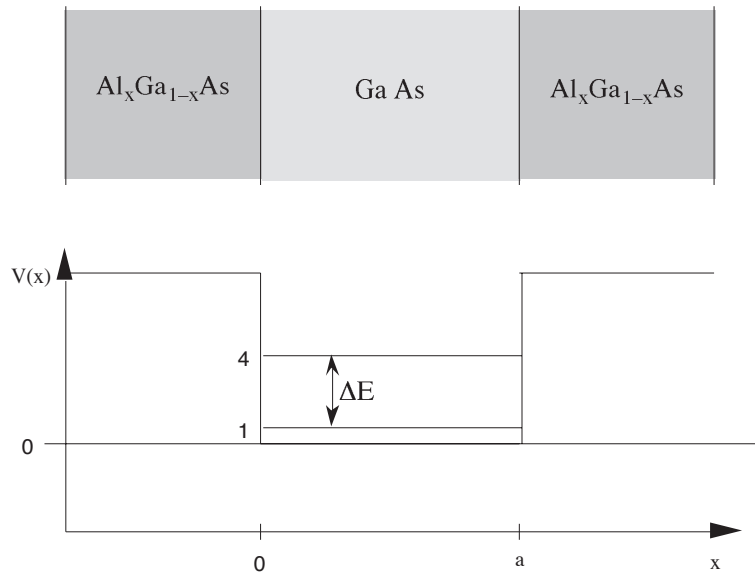 AlₓGa₁₋ₓAs
Ga As
AlₓGa₁₋ₓAs
V(x)
4
ΔE
1
0
0
a
x